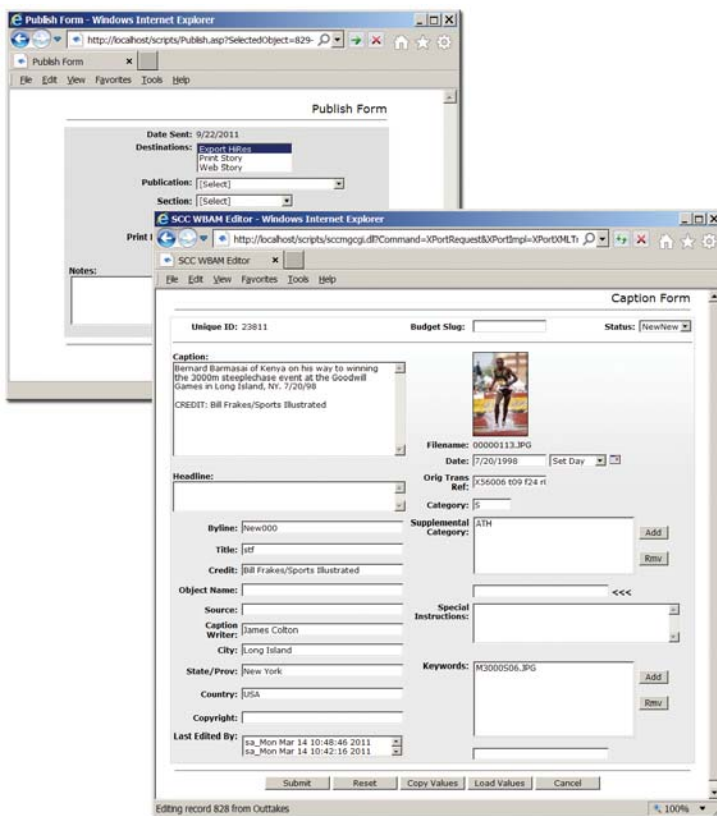 Publish Form - Windows Internet Explorer
http://localhost/scripts/Publish.asp?SelectedObject=829-
Publish Form
File Edit View Favorites Tools Help
Publish Form
Date Sent: 9/22/2011
Destinations: Export HiRes
Print Story
Web Story
Publication: [Select]
Section: [Select]
Print
Notes:
SCC WBAM Editor - Windows Internet Explorer
http://localhost/scripts/sccmgcgi.dll?Command=XPortRequest&XPortImpl=XPortXMLTr
SCC WBAM Editor
File Edit View Favorites Tools Help
Caption Form
Unique ID: 23811
Budget Slug:
Status: NewNew
Caption:
Bernard Barmasai of Kenya on his way to winning
the 3000m steeplechase event at the Goodwill
Games in Long Island, NY. 7/20/98
CREDIT: Bill Frakes/Sports Illustrated
Filename: 00000113.JPG
Date: 7/20/1998 Set Day
Headline:
Orig Trans Ref: X56006 t09 f24
Category: S
Byline: New000
Supplemental Category: ATH
Add
Title: stf
Rmv
Credit: Bill Frakes/Sports Illustrated
Object Name:
<<<
Source:
Special Instructions:
Caption Writer: James Colton
City: Long Island
State/Prov: New York
Keywords: M3000S06.JPG
Add
Country: USA
Rmv
Copyright:
Last Edited By: sa_Mon Mar 14 10:48:46 2011
sa_Mon Mar 14 10:42:16 2011
Submit Reset Copy Values Load Values Cancel
Editing record 828 from Outtakes
100%